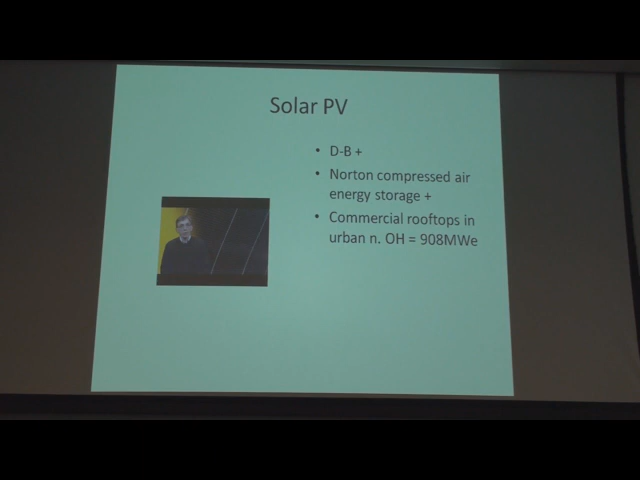 Solar PV
• D-B +
• Norton compressed air
energy storage +
• Commercial rooftops in
urban n. OH = 908MWe